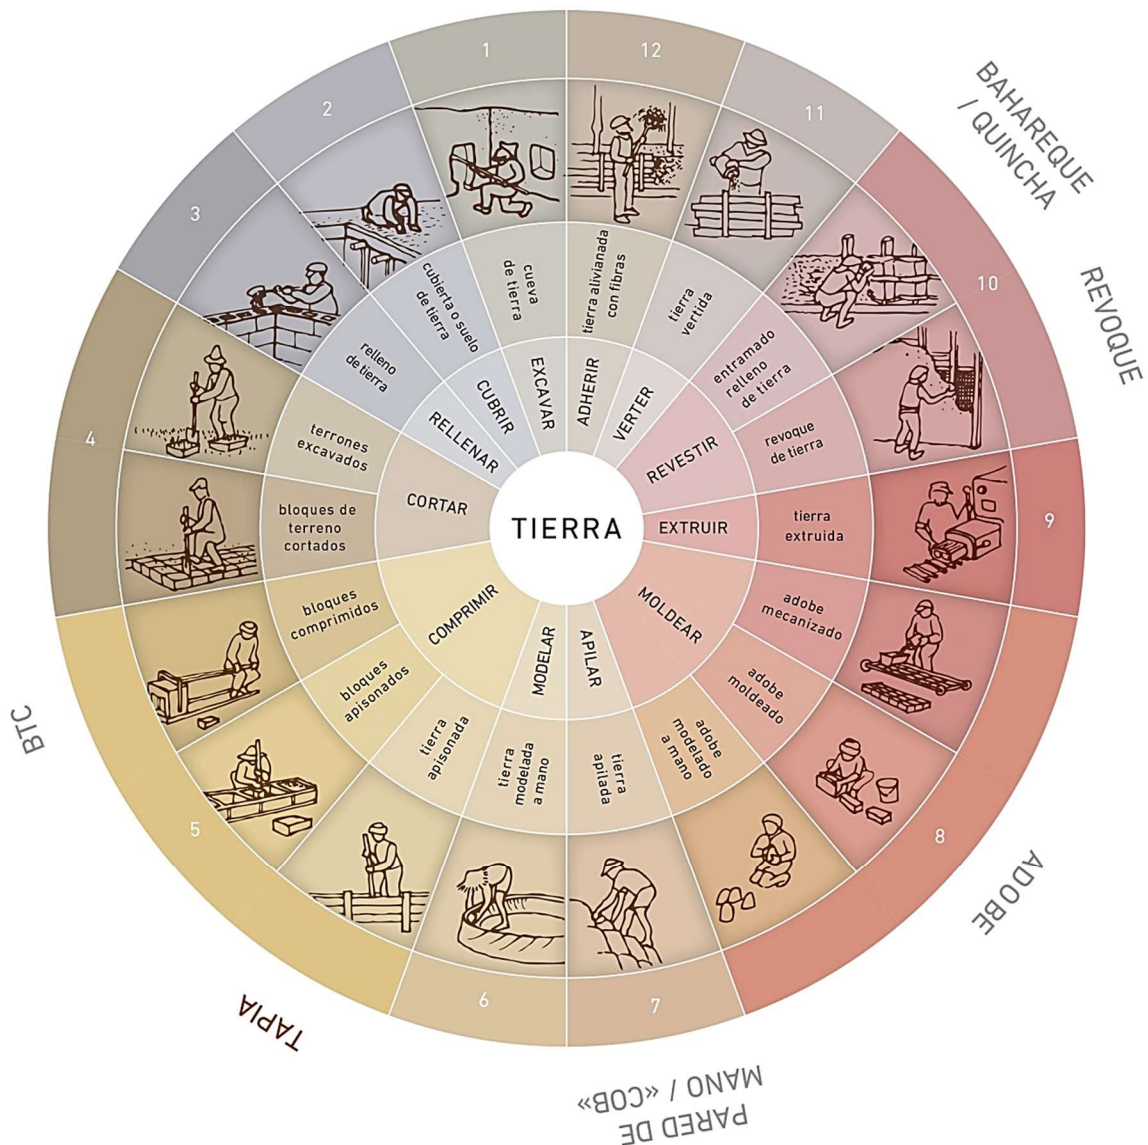 TIERRA
1
EXCAVAR
cueva
de tierra
2
CUBRIR
cubierta o suelo
de tierra
3
RELLENAR
relleno
de tierra
4
CORTAR
terrones
excavados
bloques de
terreno
cortados
5
COMPRIMIR
bloques
comprimidos
bloques
apisonados
tierra
apisonada
BTC
TAPIA
6
MODELAR
tierra
modelada
a mano
7
APILAR
tierra
apilada
PARED DE
MANO / «COB»
8
MOLDEAR
adobe
modelado
a mano
adobe
moldeado
adobe
mecanizado
ADOBE
9
EXTRUIR
tierra
extruida
10
REVESTIR
revoque
de tierra
entramado
relleno
de tierra
REVOQUE
BAHAREQUE
/ QUINCHA
11
VERTER
tierra
vertida
12
ADHERIR
tierra alivianada
con fibras